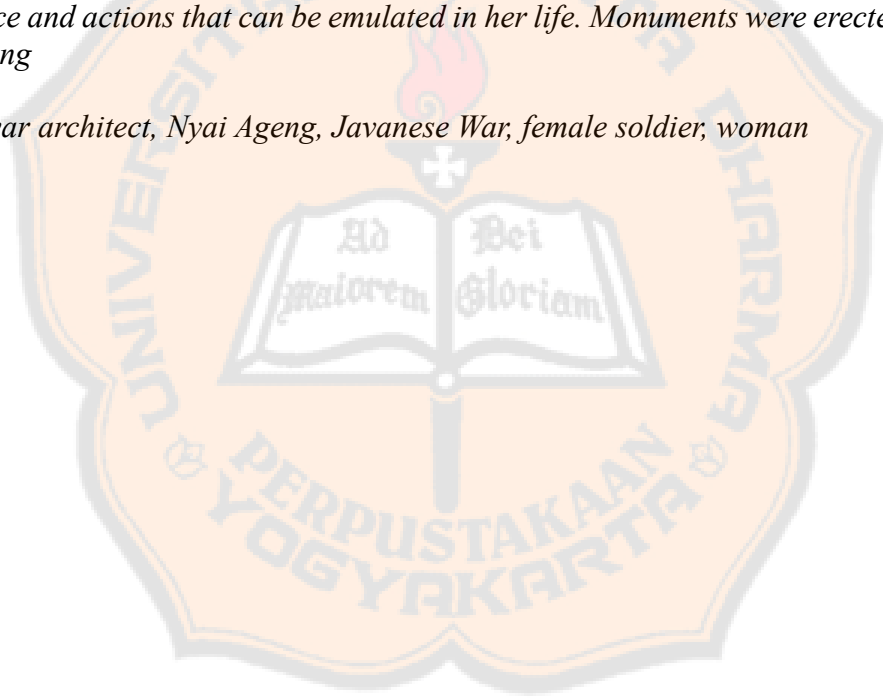 ce and actions that can be emulated in her life. Monuments were erecte
ng
ar architect, Nyai Ageng, Javanese War, female soldier, woman
DHARMA
Ad Dei
Maiorem Gloriam
PERPUSTAKAAN
YOGYAKARTA